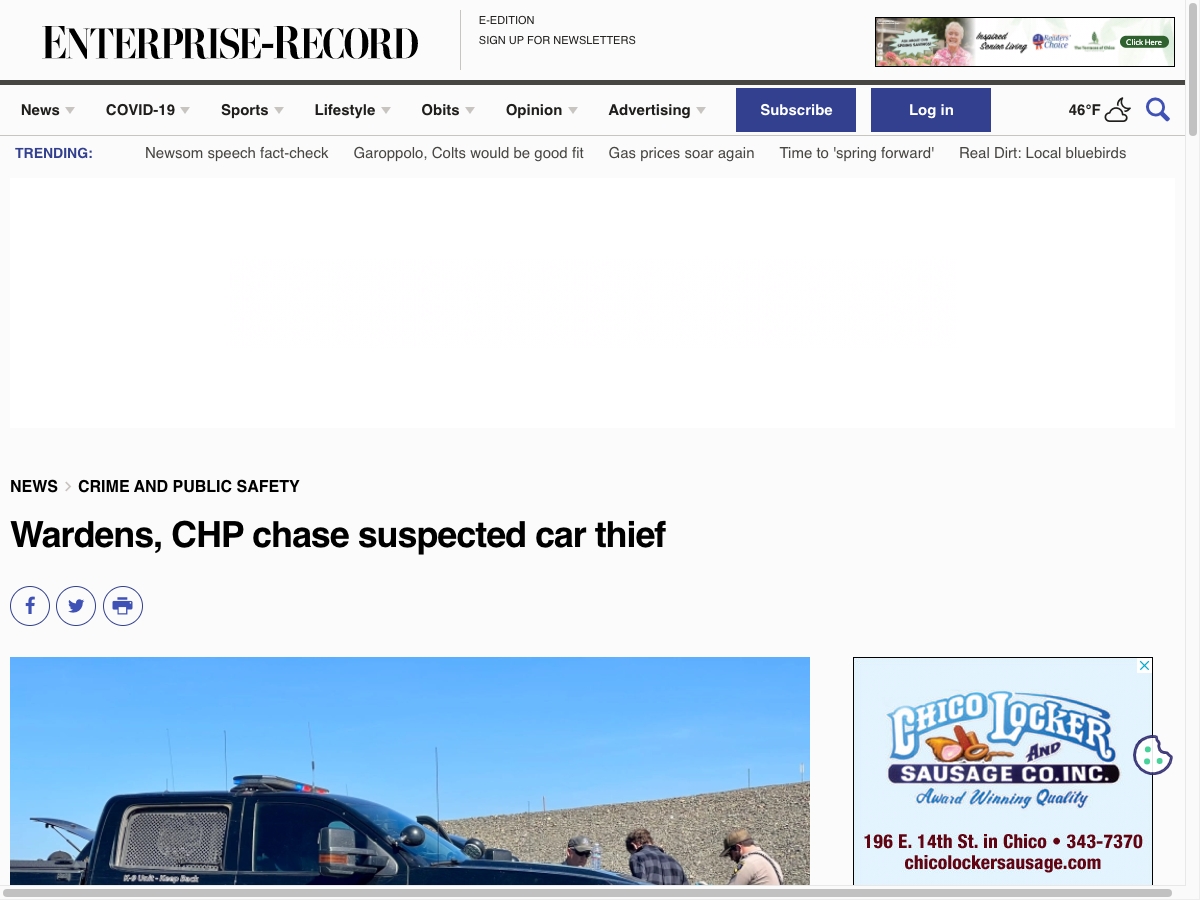 ENTERPRISE-RECORD
E-EDITION
SIGN UP FOR NEWSLETTERS
Inspired
Senior Living
Readers'
Choice
Click Here
News
COVID-19
Sports
Lifestyle
Obits
Opinion
Advertising
Subscribe
Log in
46°F
TRENDING:
Newsom speech fact-check
Garoppolo, Colts would be good fit
Gas prices soar again
Time to 'spring forward'
Real Dirt: Local bluebirds
NEWS > CRIME AND PUBLIC SAFETY
Wardens, CHP chase suspected car thief
K-9 Unit - Keep Back
CHICO LOCKER
AND
SAUSAGE CO. INC.
Award Winning Quality
196 E. 14th St. in Chico • 343-7370
chicolockersausage.com